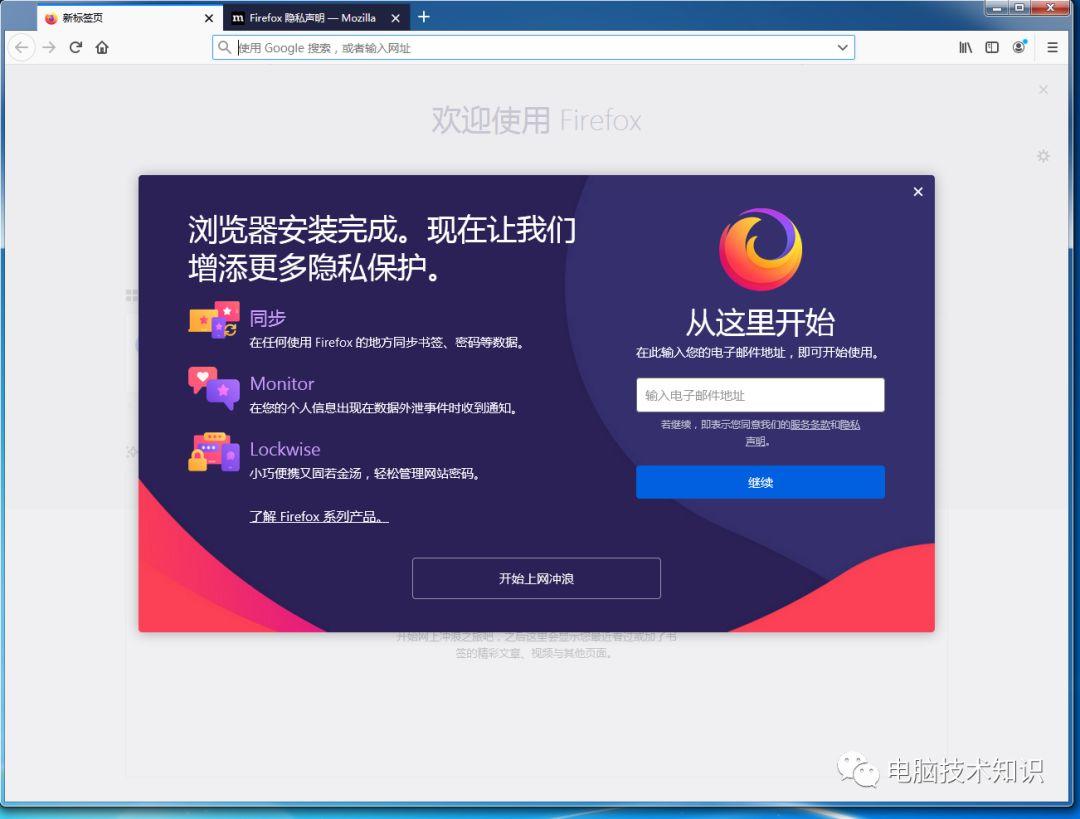 新标签页
Firefox 隐私声明 — Mozilla
使用 Google 搜索，或者输入网址
欢迎使用 Firefox
浏览器安装完成。现在让我们
增添更多隐私保护。
同步
在任何使用 Firefox 的地方同步书签、密码等数据。
Monitor
在您的个人信息出现在数据外泄事件时收到通知。
Lockwise
小巧便携又固若金汤，轻松管理网站密码。
了解 Firefox 系列产品。
从这里开始
在此输入您的电子邮件地址，即可开始使用。
输入电子邮件地址
若继续，即表示您同意我们的服务条款和隐私
声明。
继续
开始上网冲浪
开始网上冲浪之旅吧，之后这里会显示您最近看过或加了书
签的精彩文章、视频与其他页面。
电脑技术知识